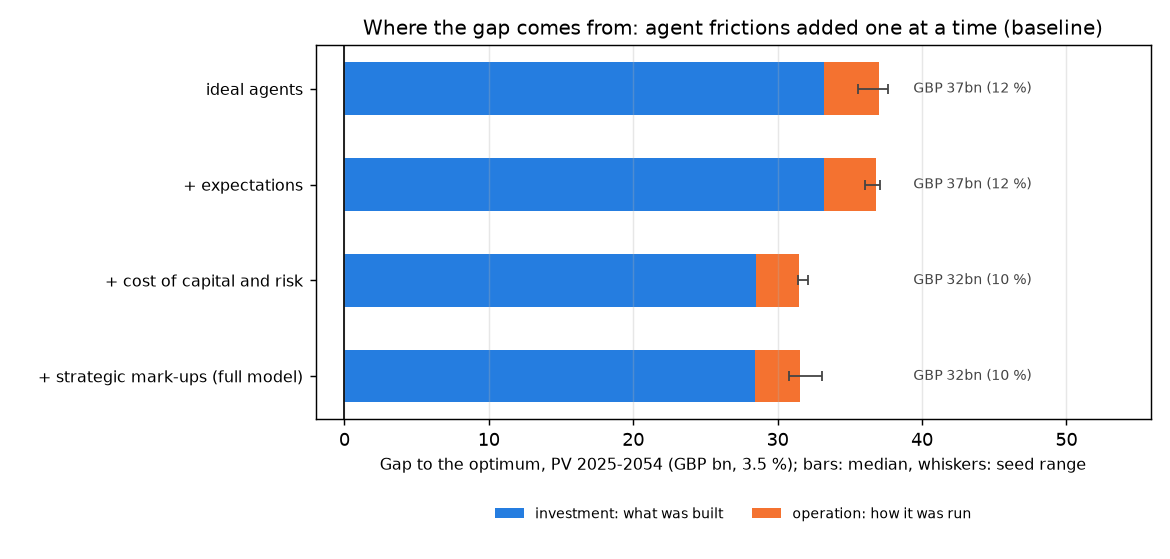 Where the gap comes from: agent frictions added one at a time (baseline)
ideal agents
GBP 37bn (12 %)
+ expectations
GBP 37bn (12 %)
+ cost of capital and risk
GBP 32bn (10 %)
+ strategic mark-ups (full model)
GBP 32bn (10 %)
0 10 20 30 40 50
Gap to the optimum, PV 2025-2054 (GBP bn, 3.5 %); bars: median, whiskers: seed range
investment: what was built
operation: how it was run